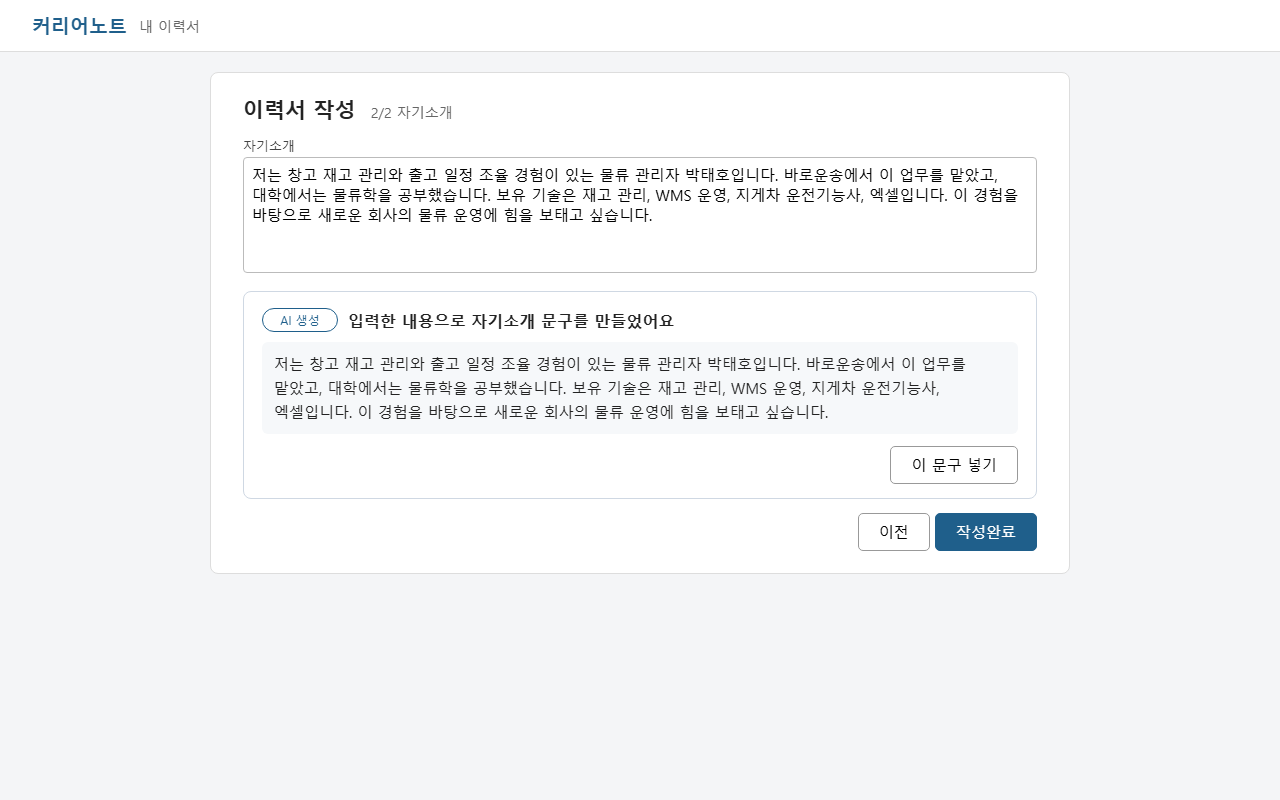 커리어노트 내 이력서
이력서 작성 2/2 자기소개
자기소개
저는 창고 재고 관리와 출고 일정 조율 경험이 있는 물류 관리자 박태호입니다. 바로운송에서 이 업무를 맡았고,
대학에서는 물류학을 공부했습니다. 보유 기술은 재고 관리, WMS 운영, 지게차 운전기능사, 엑셀입니다. 이 경험을
바탕으로 새로운 회사의 물류 운영에 힘을 보태고 싶습니다.
AI 생성 입력한 내용으로 자기소개 문구를 만들었어요
저는 창고 재고 관리와 출고 일정 조율 경험이 있는 물류 관리자 박태호입니다. 바로운송에서 이 업무를
맡았고, 대학에서는 물류학을 공부했습니다. 보유 기술은 재고 관리, WMS 운영, 지게차 운전기능사,
엑셀입니다. 이 경험을 바탕으로 새로운 회사의 물류 운영에 힘을 보태고 싶습니다.
이 문구 넣기
이전 작성완료